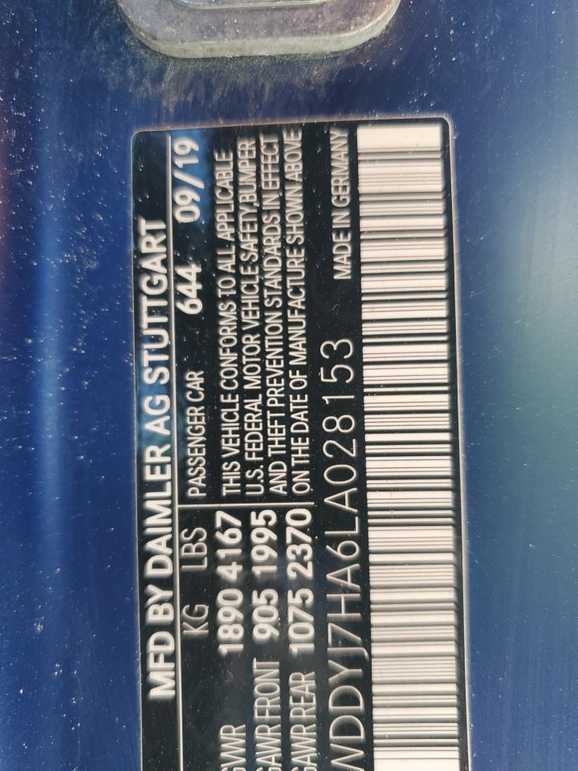 MFD BY DAIMLER AG STUTTGART
KG LBS PASSENGER CAR 644 09/19
GVWR 1890 4167 THIS VEHICLE CONFORMS TO ALL APPLICABLE
U.S. FEDERAL MOTOR VEHICLE SAFETY,BUMPER
GAWR FRONT 905 1995 AND THEFT PREVENTION STANDARDS IN EFFECT
GAWR REAR 1075 2370 ON THE DATE OF MANUFACTURE SHOWN ABOVE
WDDYJ7HA6LA028153 MADE IN GERMANY